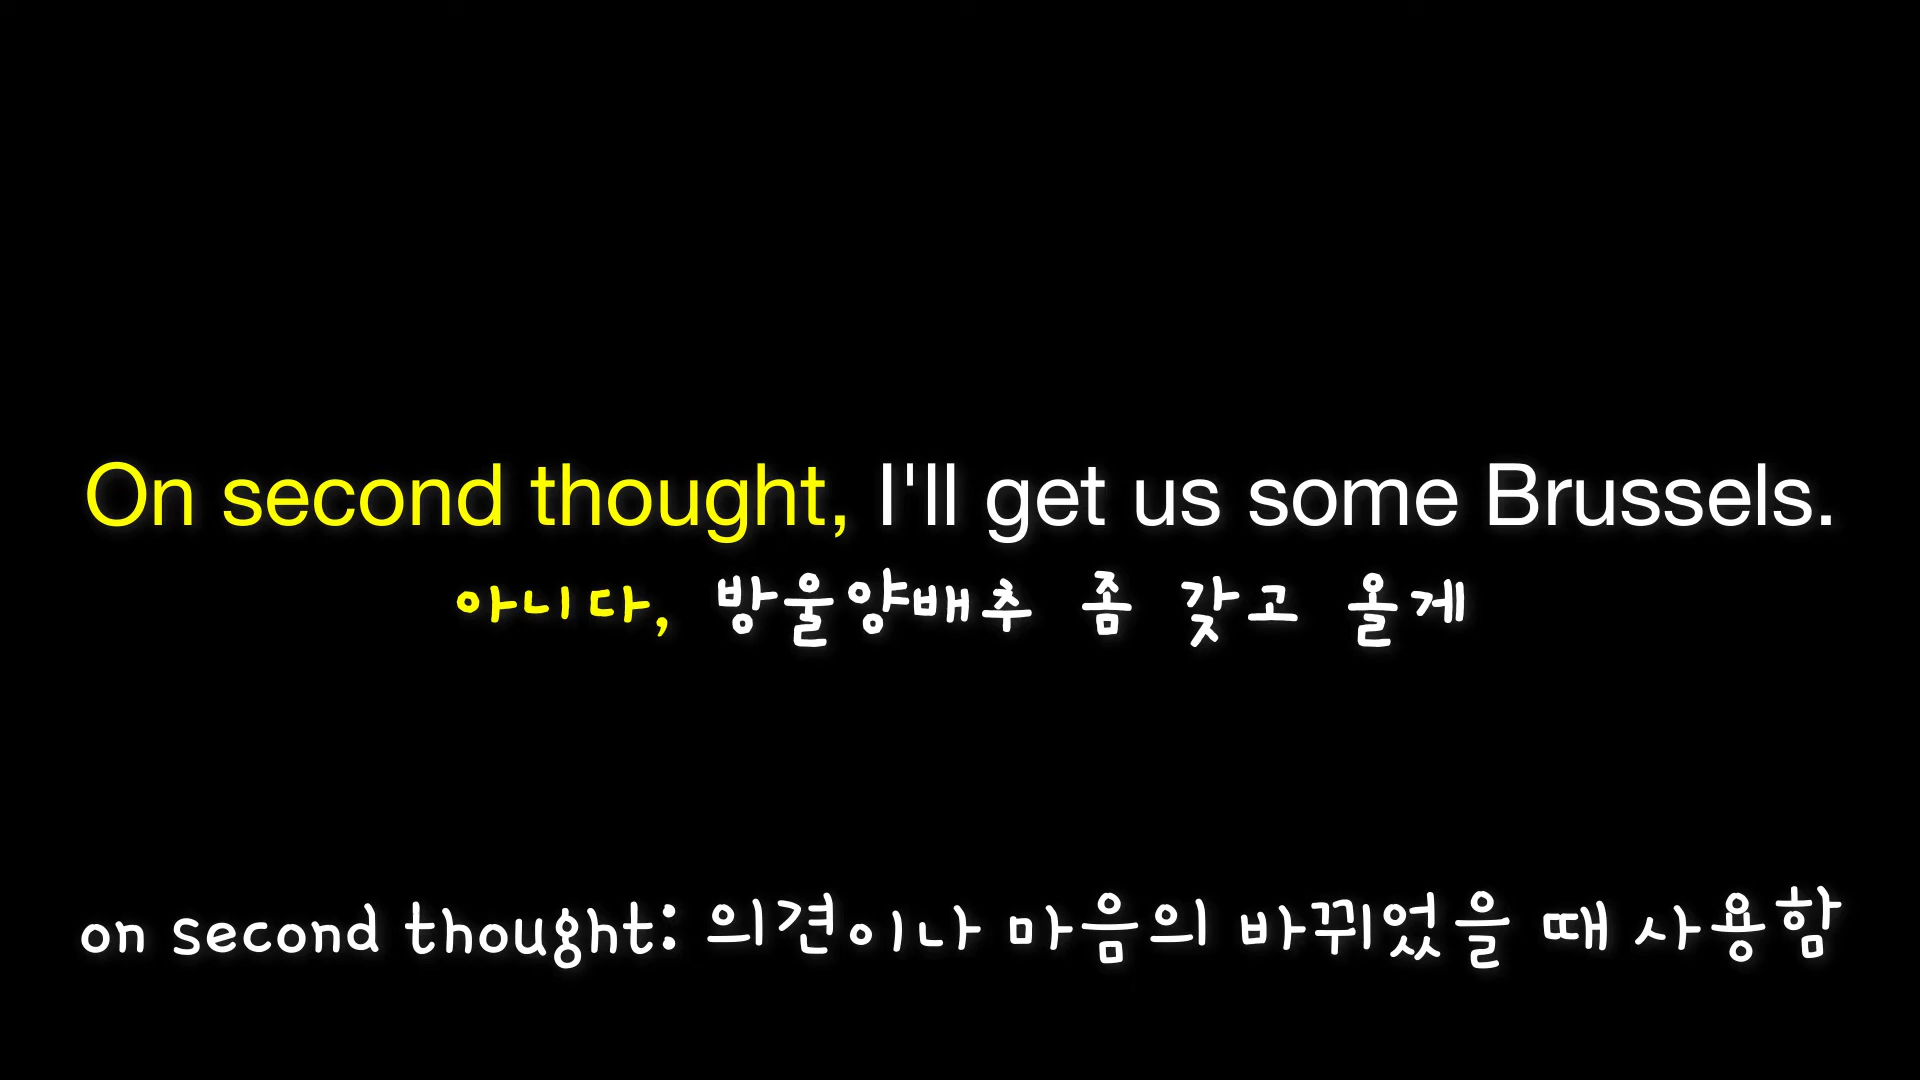 On second thought, I'll get us some Brussels.
아니다, 방울양배추 좀 갖고 올게
on second thought: 의견이나 마음의 바뀌었을 때 사용함